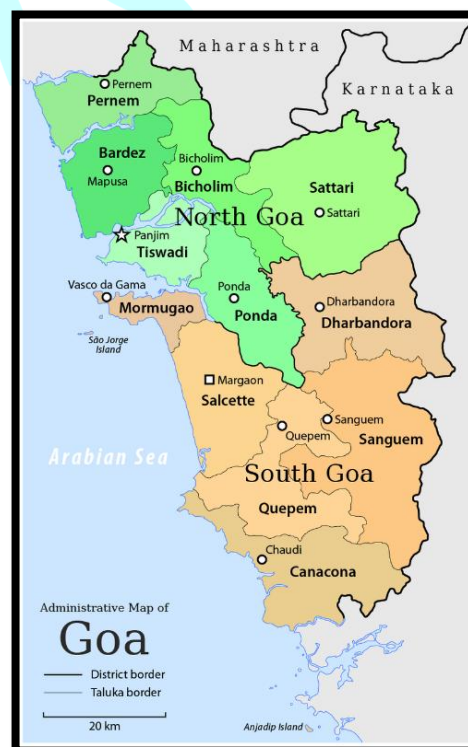 Maharashtra
Karnataka
Pernem
Pernem
Bardez
Mapusa
Bicholim
Bicholim
Sattari
Sattari
North Goa
Panjim
Tiswadi
Ponda
Ponda
Vasco da Gama
Mormugao
Dharbandora
Dharbandora
São Jorge
Island
Margaon
Salcette
Sanguem
Sanguem
Quepem
Arabian Sea
South Goa
Quepem
Chaudi
Canacona
Administrative Map of
Goa
District border
Taluka border
20 km
Anjadip Island